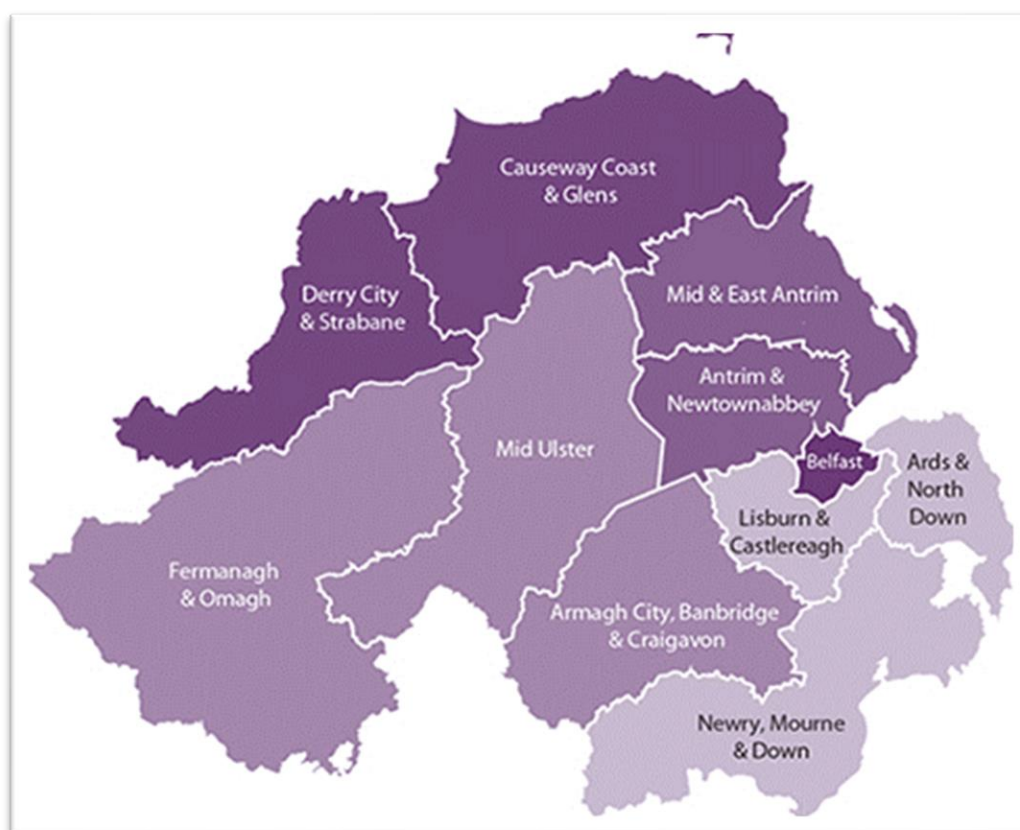 Causeway Coast
& Glens
Derry City
& Strabane
Mid & East Antrim
Antrim &
Newtownabbey
Mid Ulster
Belfast
Ards &
North
Down
Lisburn &
Castlereagh
Fermanagh
& Omagh
Armagh City, Banbridge
& Craigavon
Newry, Mourne
& Down